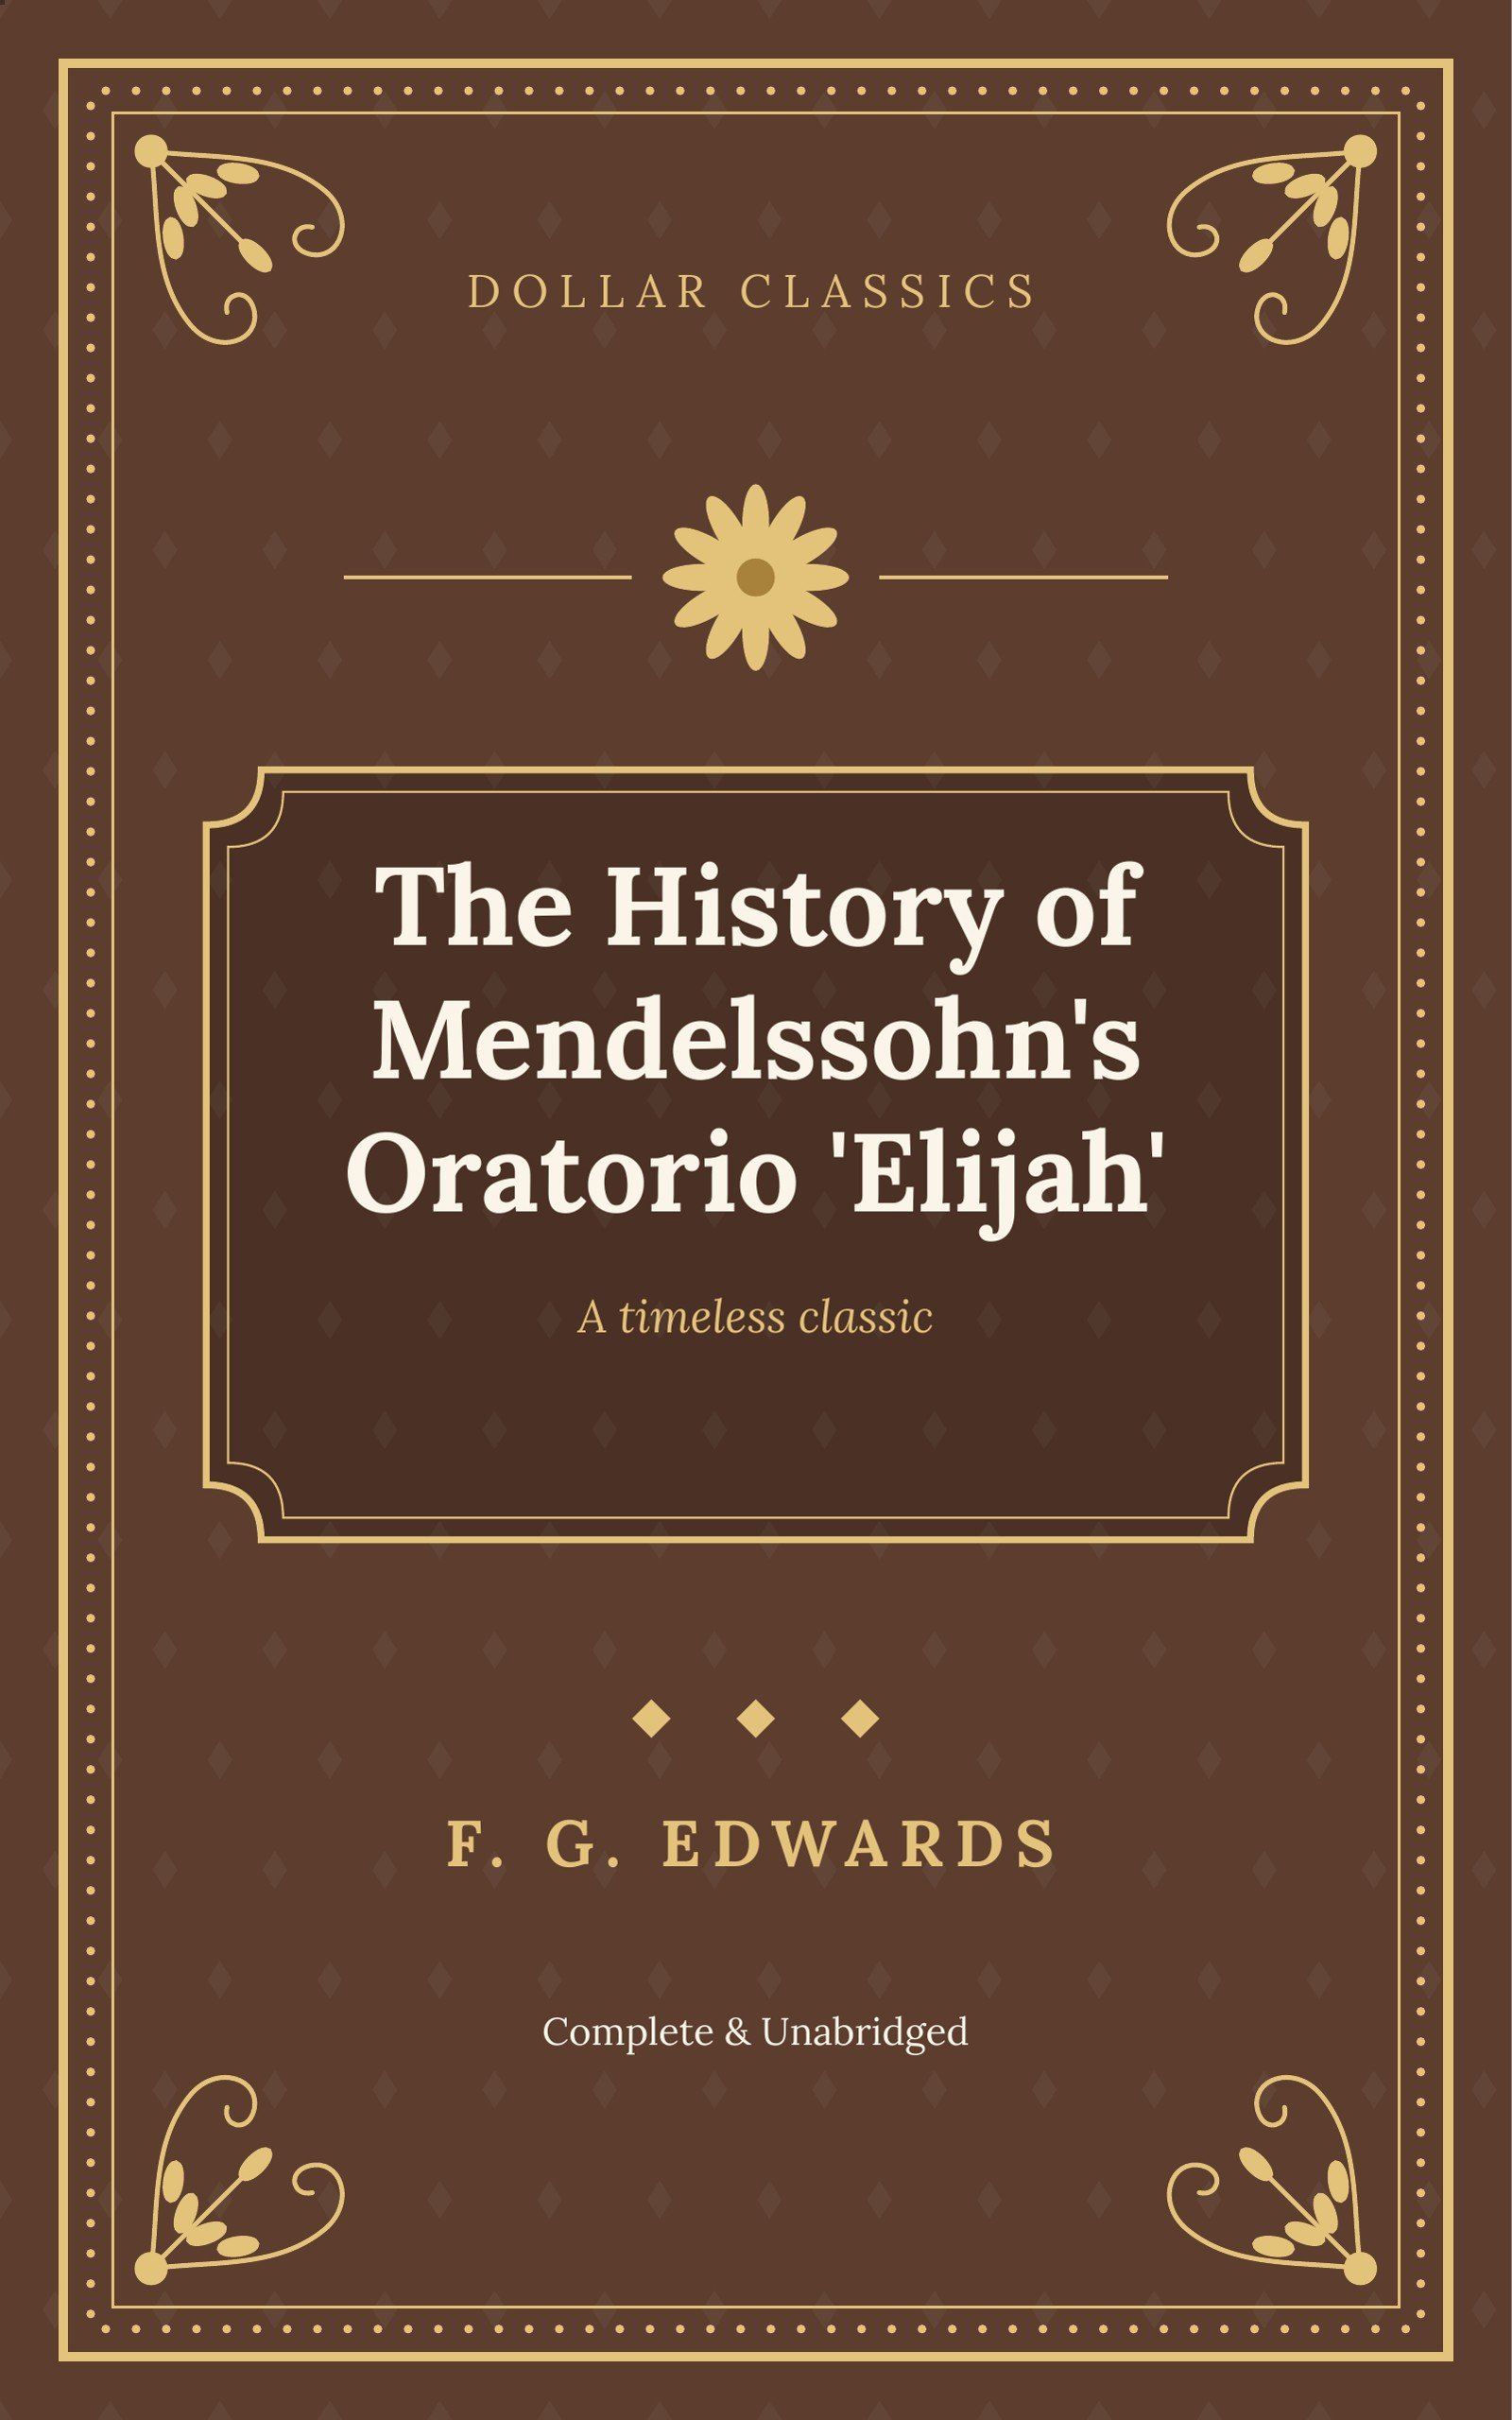 DOLLAR CLASSICS
The History of
Mendelssohn's
Oratorio 'Elijah'
A timeless classic
F. G. EDWARDS
Complete & Unabridged